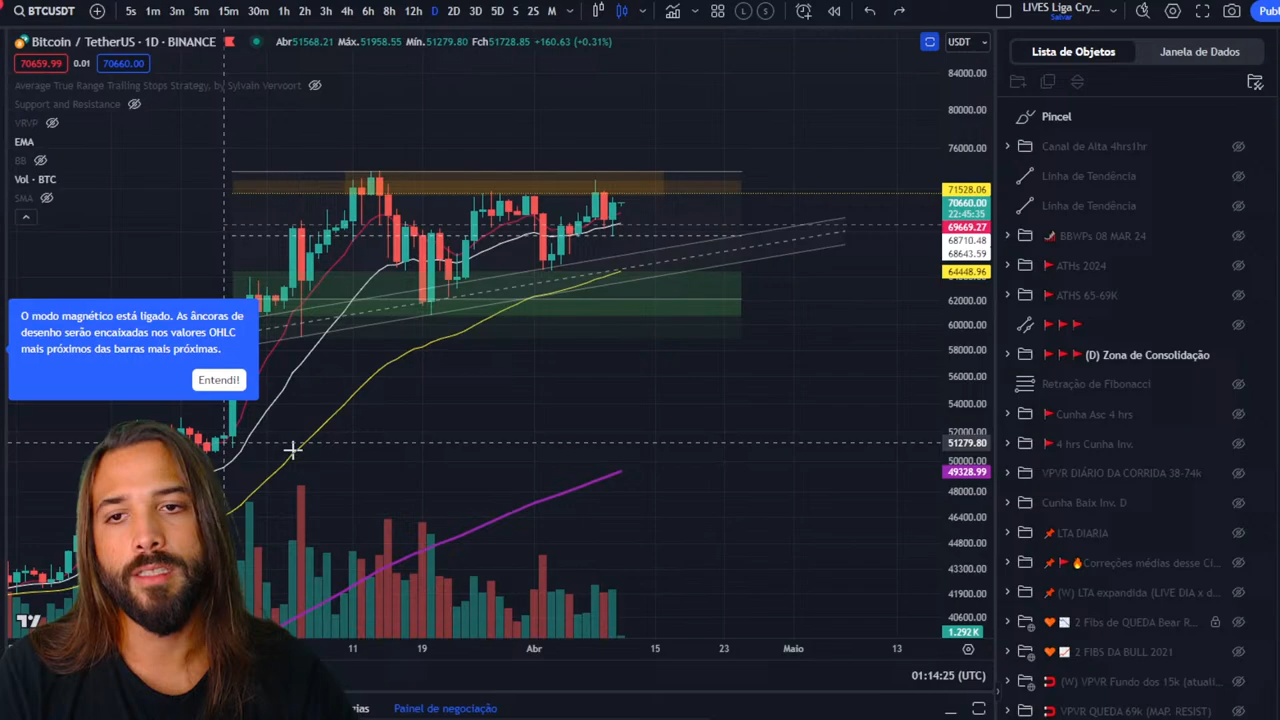 BTCUSDT 5s 1m 3m 5m 15m 30m 1h 2h 3h 4h 6h 8h 12h D 2D 3D 5D S 2S M L S LIVES Liga Cry... Salvar Publ
Bitcoin / TetherUS · 1D · BINANCE Abr51568.21 Máx.51958.55 Mín.51279.80 Fch51728.85 +160.63 (+0.31%) USDT
70659.99 0.01 70660.00
Average True Range Trailing Stops Strategy, by Sylvain Vervoort
Support and Resistance
VRVP
EMA
BB
Vol · BTC
SMA
O modo magnético está ligado. As âncoras de
desenho serão encaixadas nos valores OHLC
mais próximos das barras mais próximas.
Entendi!
84000.00
80000.00
76000.00
71528.06
70660.00
22:45:35
69669.27
68710.48
68643.59
64448.96
62000.00
60000.00
58000.00
56000.00
54000.00
51279.80
50000.00
49328.99
48000.00
46400.00
44800.00
43300.00
41900.00
40600.00
1.292 K
11 19 Abr 15 23 Maio 13
01:14:25 (UTC)
rias Painel de negociação
Lista de Objetos Janela de Dados
Pincel
Canal de Alta 4hrs1hr
Linha de Tendência
Linha de Tendência
BBWPs 08 MAR 24
ATHs 2024
ATHS 65-69K
(D) Zona de Consolidação
Retração de Fibonacci
Cunha Asc 4 hrs
4 hrs Cunha Inv.
VPVR DIÁRIO DA CORRIDA 38-74k
Cunha Baix Inv. D
LTA DIARIA
Correções médias desse Ci...
(W) LTA expandida (LIVE DIA x d...
2 Fibs de QUEDA Bear R...
2 FIBS DA BULL 2021
(W) VPVR Fundo dos 15k (atuali...
VPVR QUEDA 69k (MAP. RESIST)